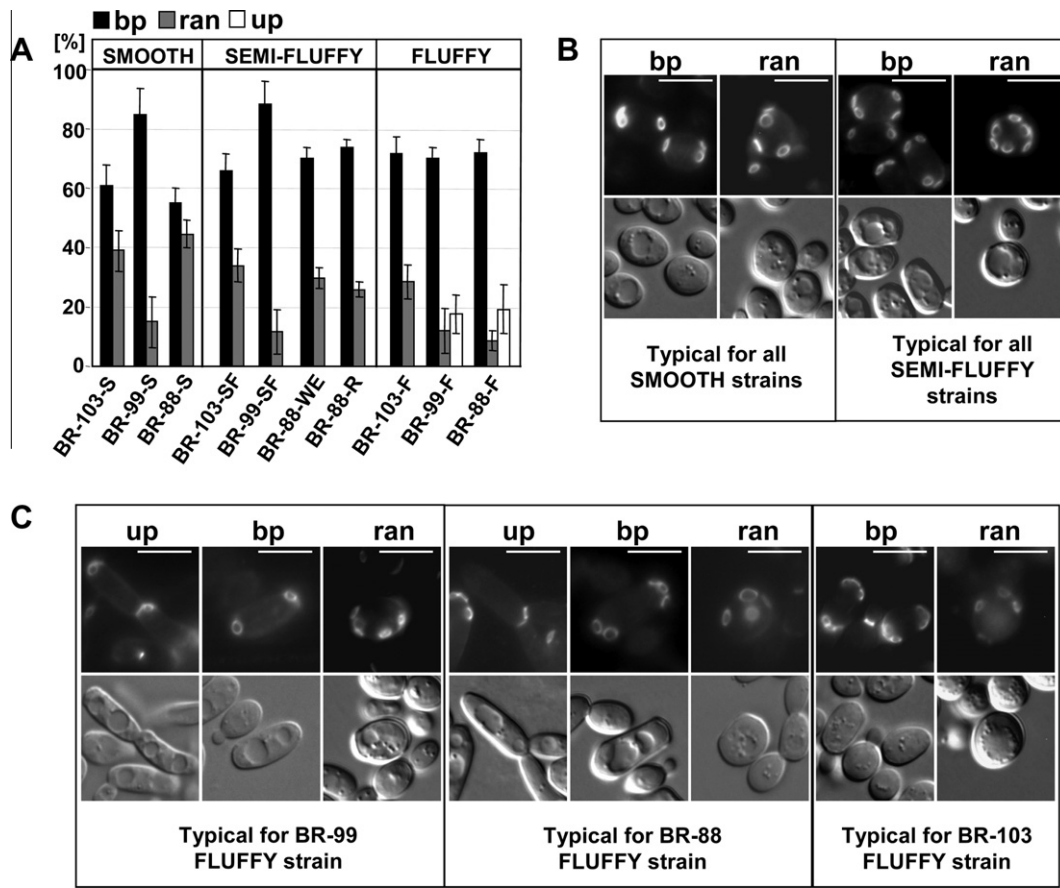 bp ran up
A
[%]
SMOOTH SEMI-FLUFFY FLUFFY
100
80
60
40
20
0
BR-103-S BR-99-S BR-88-S BR-103-SF BR-99-SF BR-88-WE BR-88-R BR-103-F BR-99-F BR-88-F
B
bp ran bp ran
Typical for all
SMOOTH strains
Typical for all
SEMI-FLUFFY
strains
C
up bp ran up bp ran bp ran
Typical for BR-99
FLUFFY strain
Typical for BR-88
FLUFFY strain
Typical for BR-103
FLUFFY strain